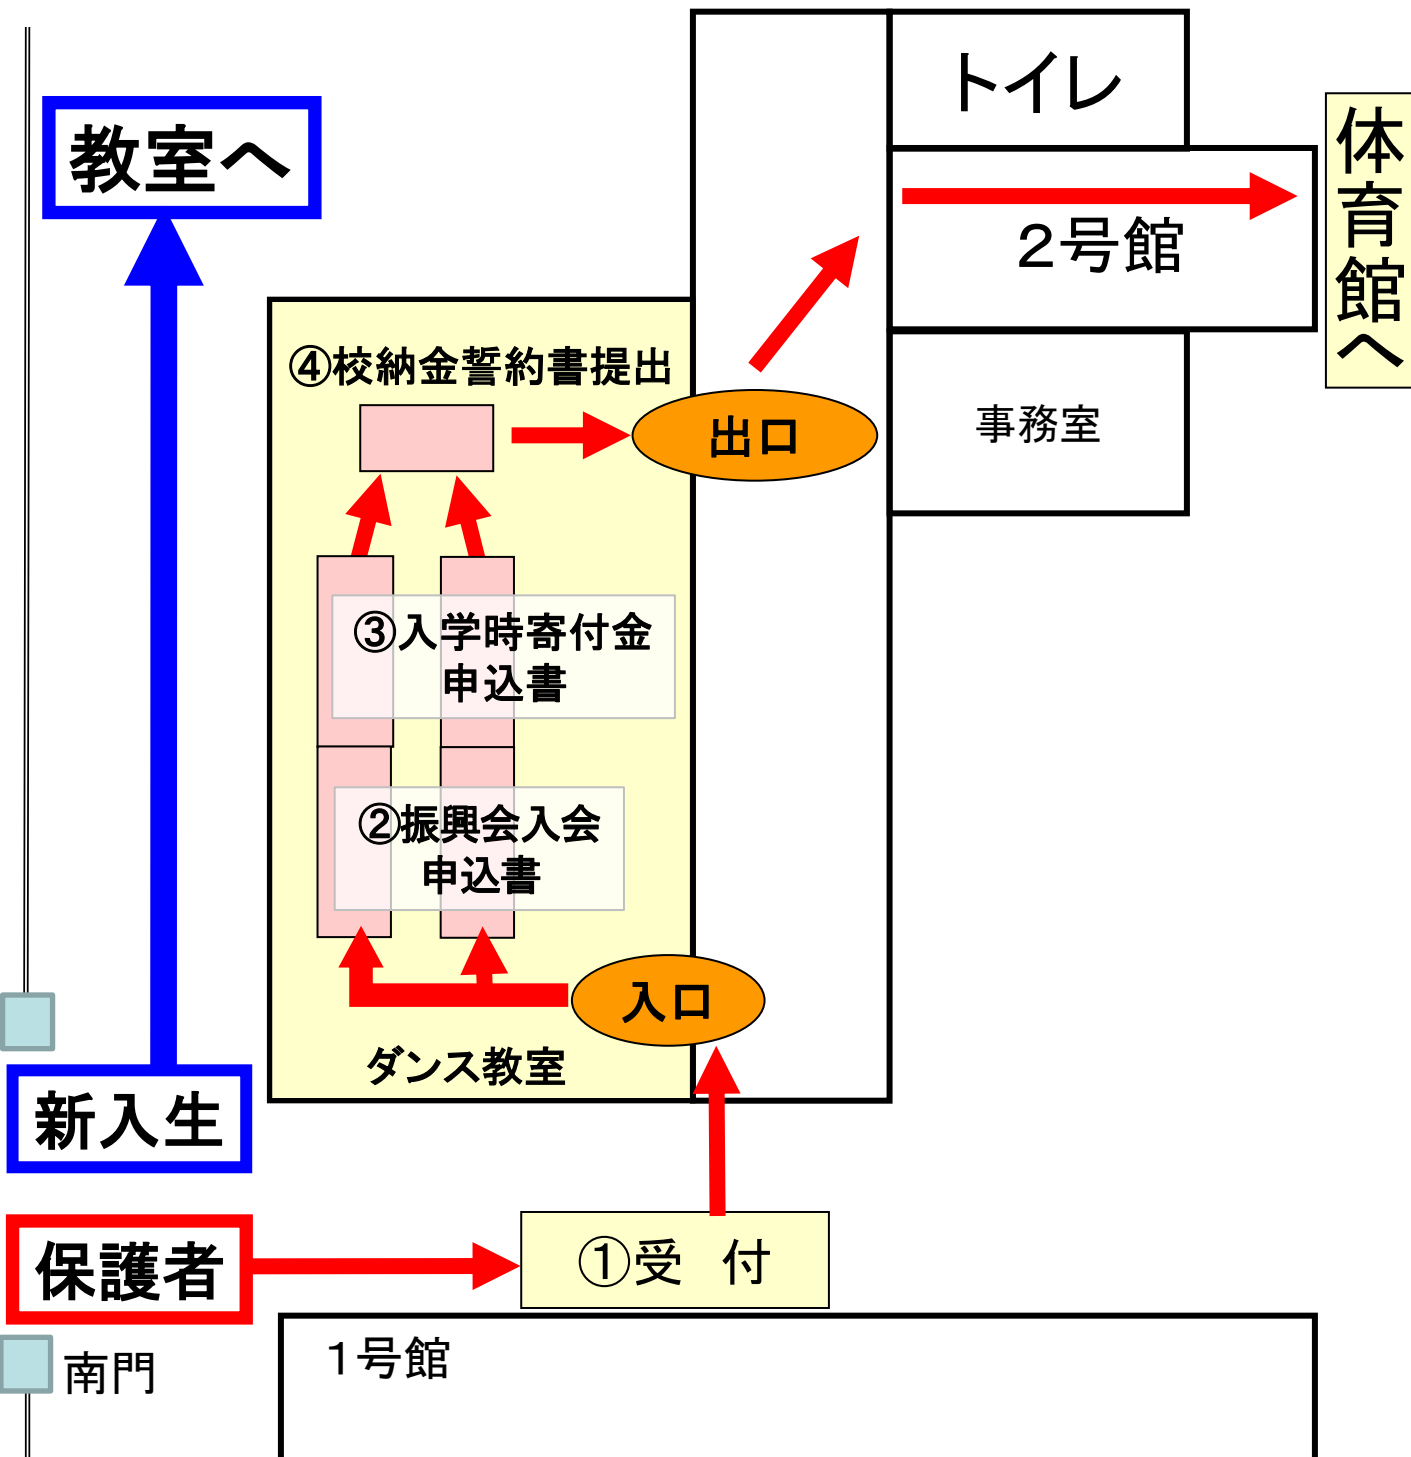 トイレ
教室へ
体育館へ
２号館
④校納金誓約書提出
出口
事務室
③入学時寄付金
申込書
②振興会入会
申込書
入口
ダンス教室
新入生
保護者
①受　付
南門
１号館